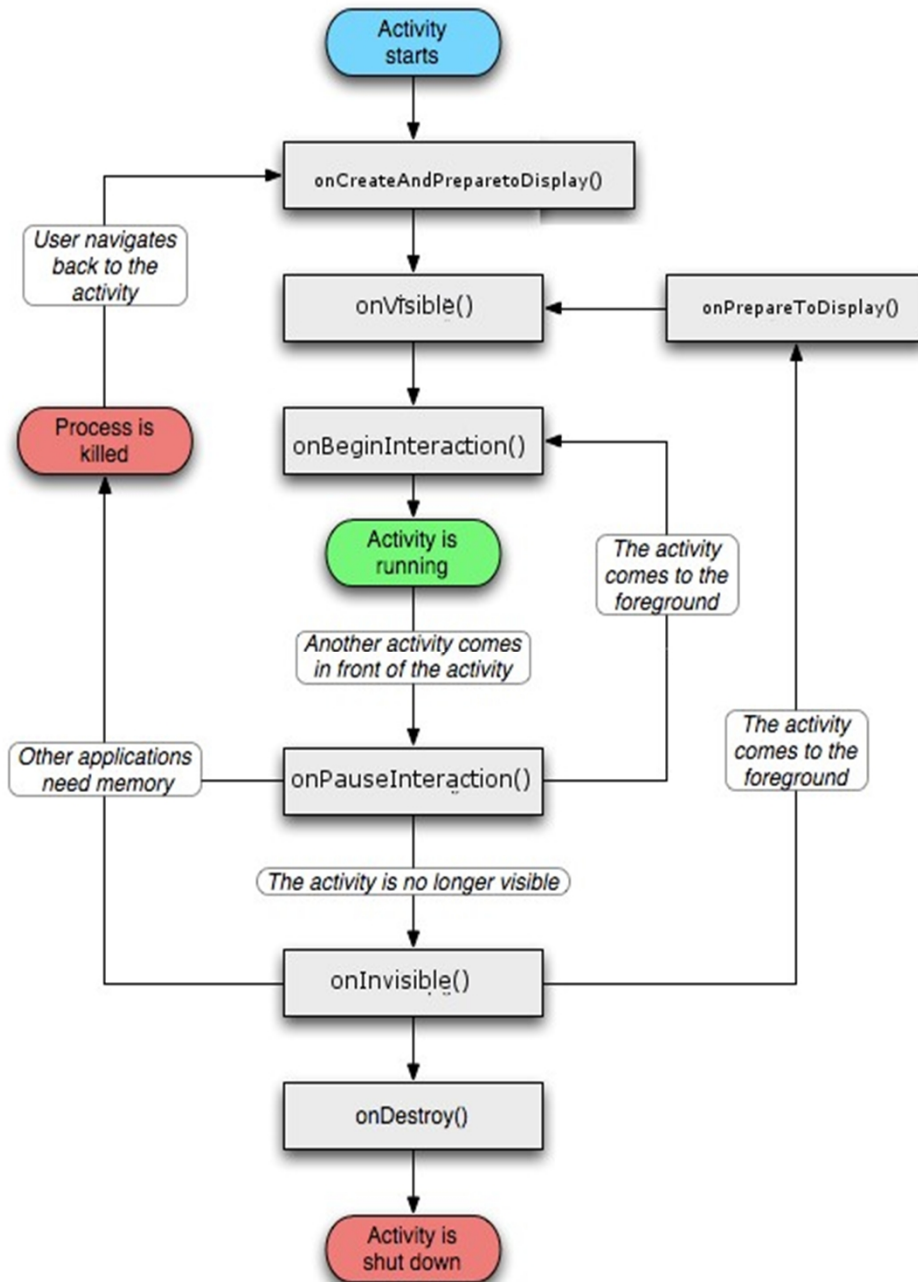 Activity
starts
onCreateAndPreparetoDisplay()
User navigates
back to the
activity
onVisible()
onPrepareToDisplay()
Process is
killed
onBeginInteraction()
Activity is
running
The activity
comes to the
foreground
Another activity comes
in front of the activity
The activity
comes to the
foreground
Other applications
need memory
onPauseInteraction()
The activity is no longer visible
onInvisible()
onDestroy()
Activity is
shut down